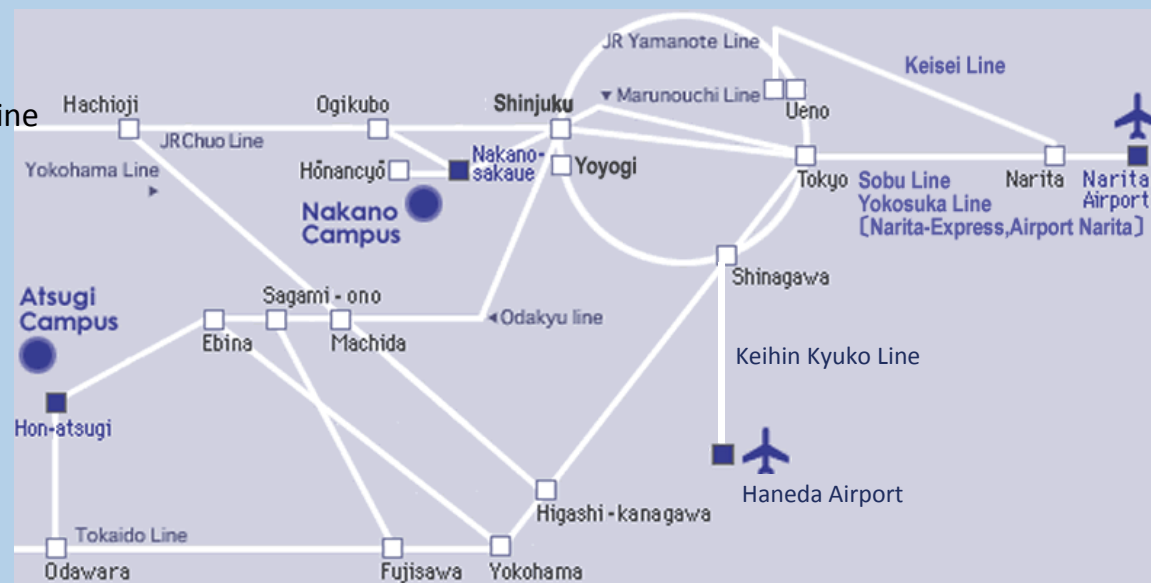 JR Yamanote Line
Keisei Line
Hachioji
Ogikubo
Shinjuku
▼ Marunouchi Line
Ueno
ine
JR Chuo Line
Yokohama Line
▶
Hōnancyō
Nakano-
sakaue
Yoyogi
Tokyo
Sobu Line
Yokosuka Line
〔Narita-Express,Airport Narita〕
Narita
Narita
Airport
Nakano
Campus
Shinagawa
Atsugi
Campus
Sagami-ono
◀Odakyu line
Ebina
Machida
Keihin Kyuko Line
Hon-atsugi
Haneda Airport
Higashi-kanagawa
Tokaido Line
Odawara
Fujisawa
Yokohama